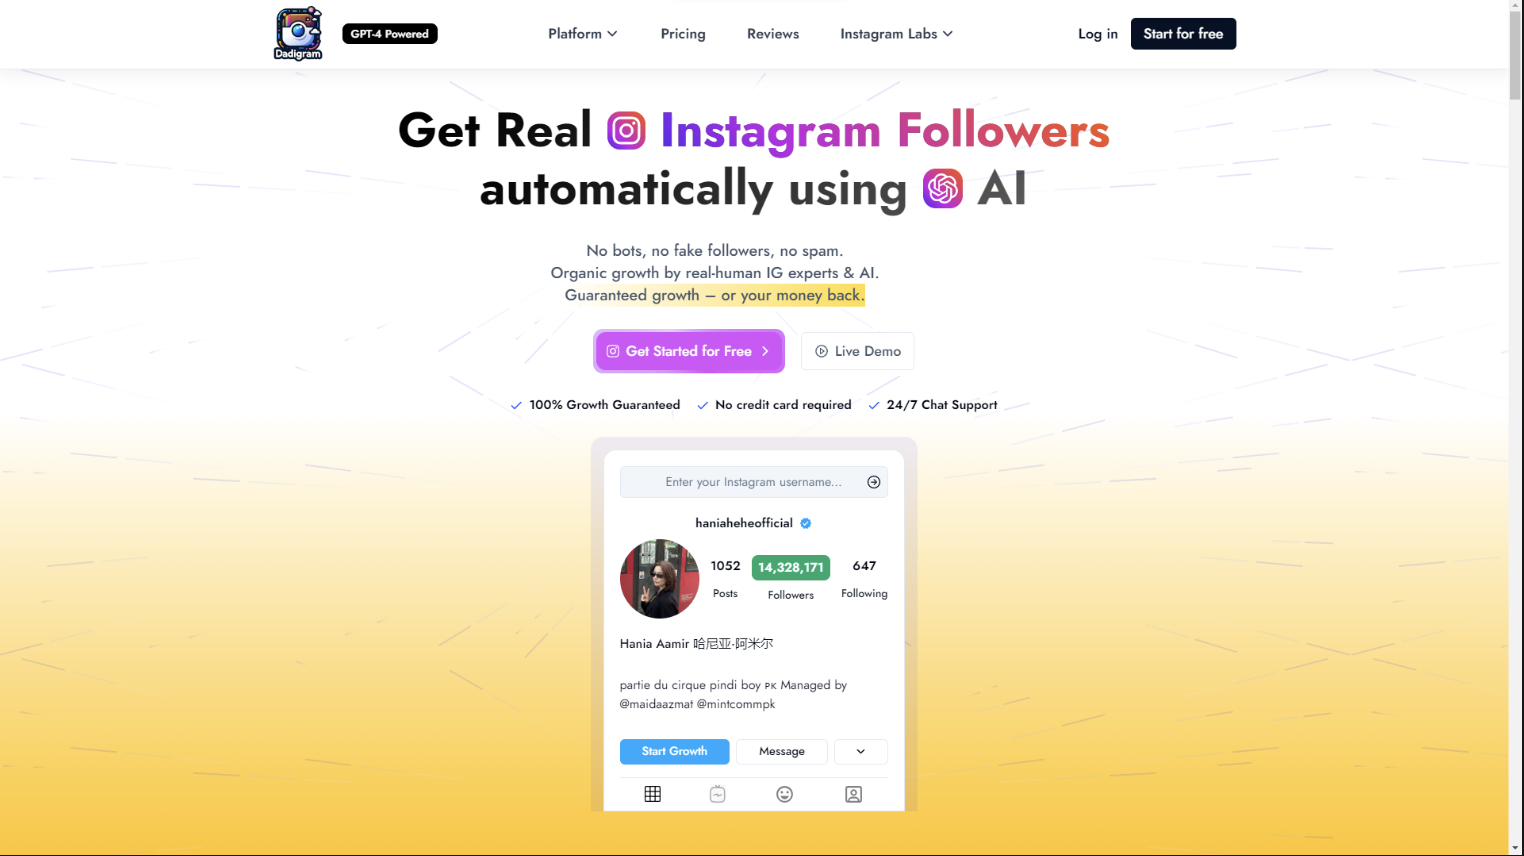 Dadigram
GPT-4 Powered
Platform
Pricing
Reviews
Instagram Labs
Log in
Start for free
Get Real Instagram Followers
automatically using AI
No bots, no fake followers, no spam.
Organic growth by real-human IG experts & AI.
Guaranteed growth – or your money back.
Get Started for Free
Live Demo
100% Growth Guaranteed
No credit card required
24/7 Chat Support
Enter your Instagram username...
haniaheheofficial
1052
14,328,171
647
Posts
Followers
Following
Hania Aamir 哈尼亚·阿米尔
partie du cirque pindi boy ᴘᴋ Managed by
@maidaazmat @mintcommpk
Start Growth
Message